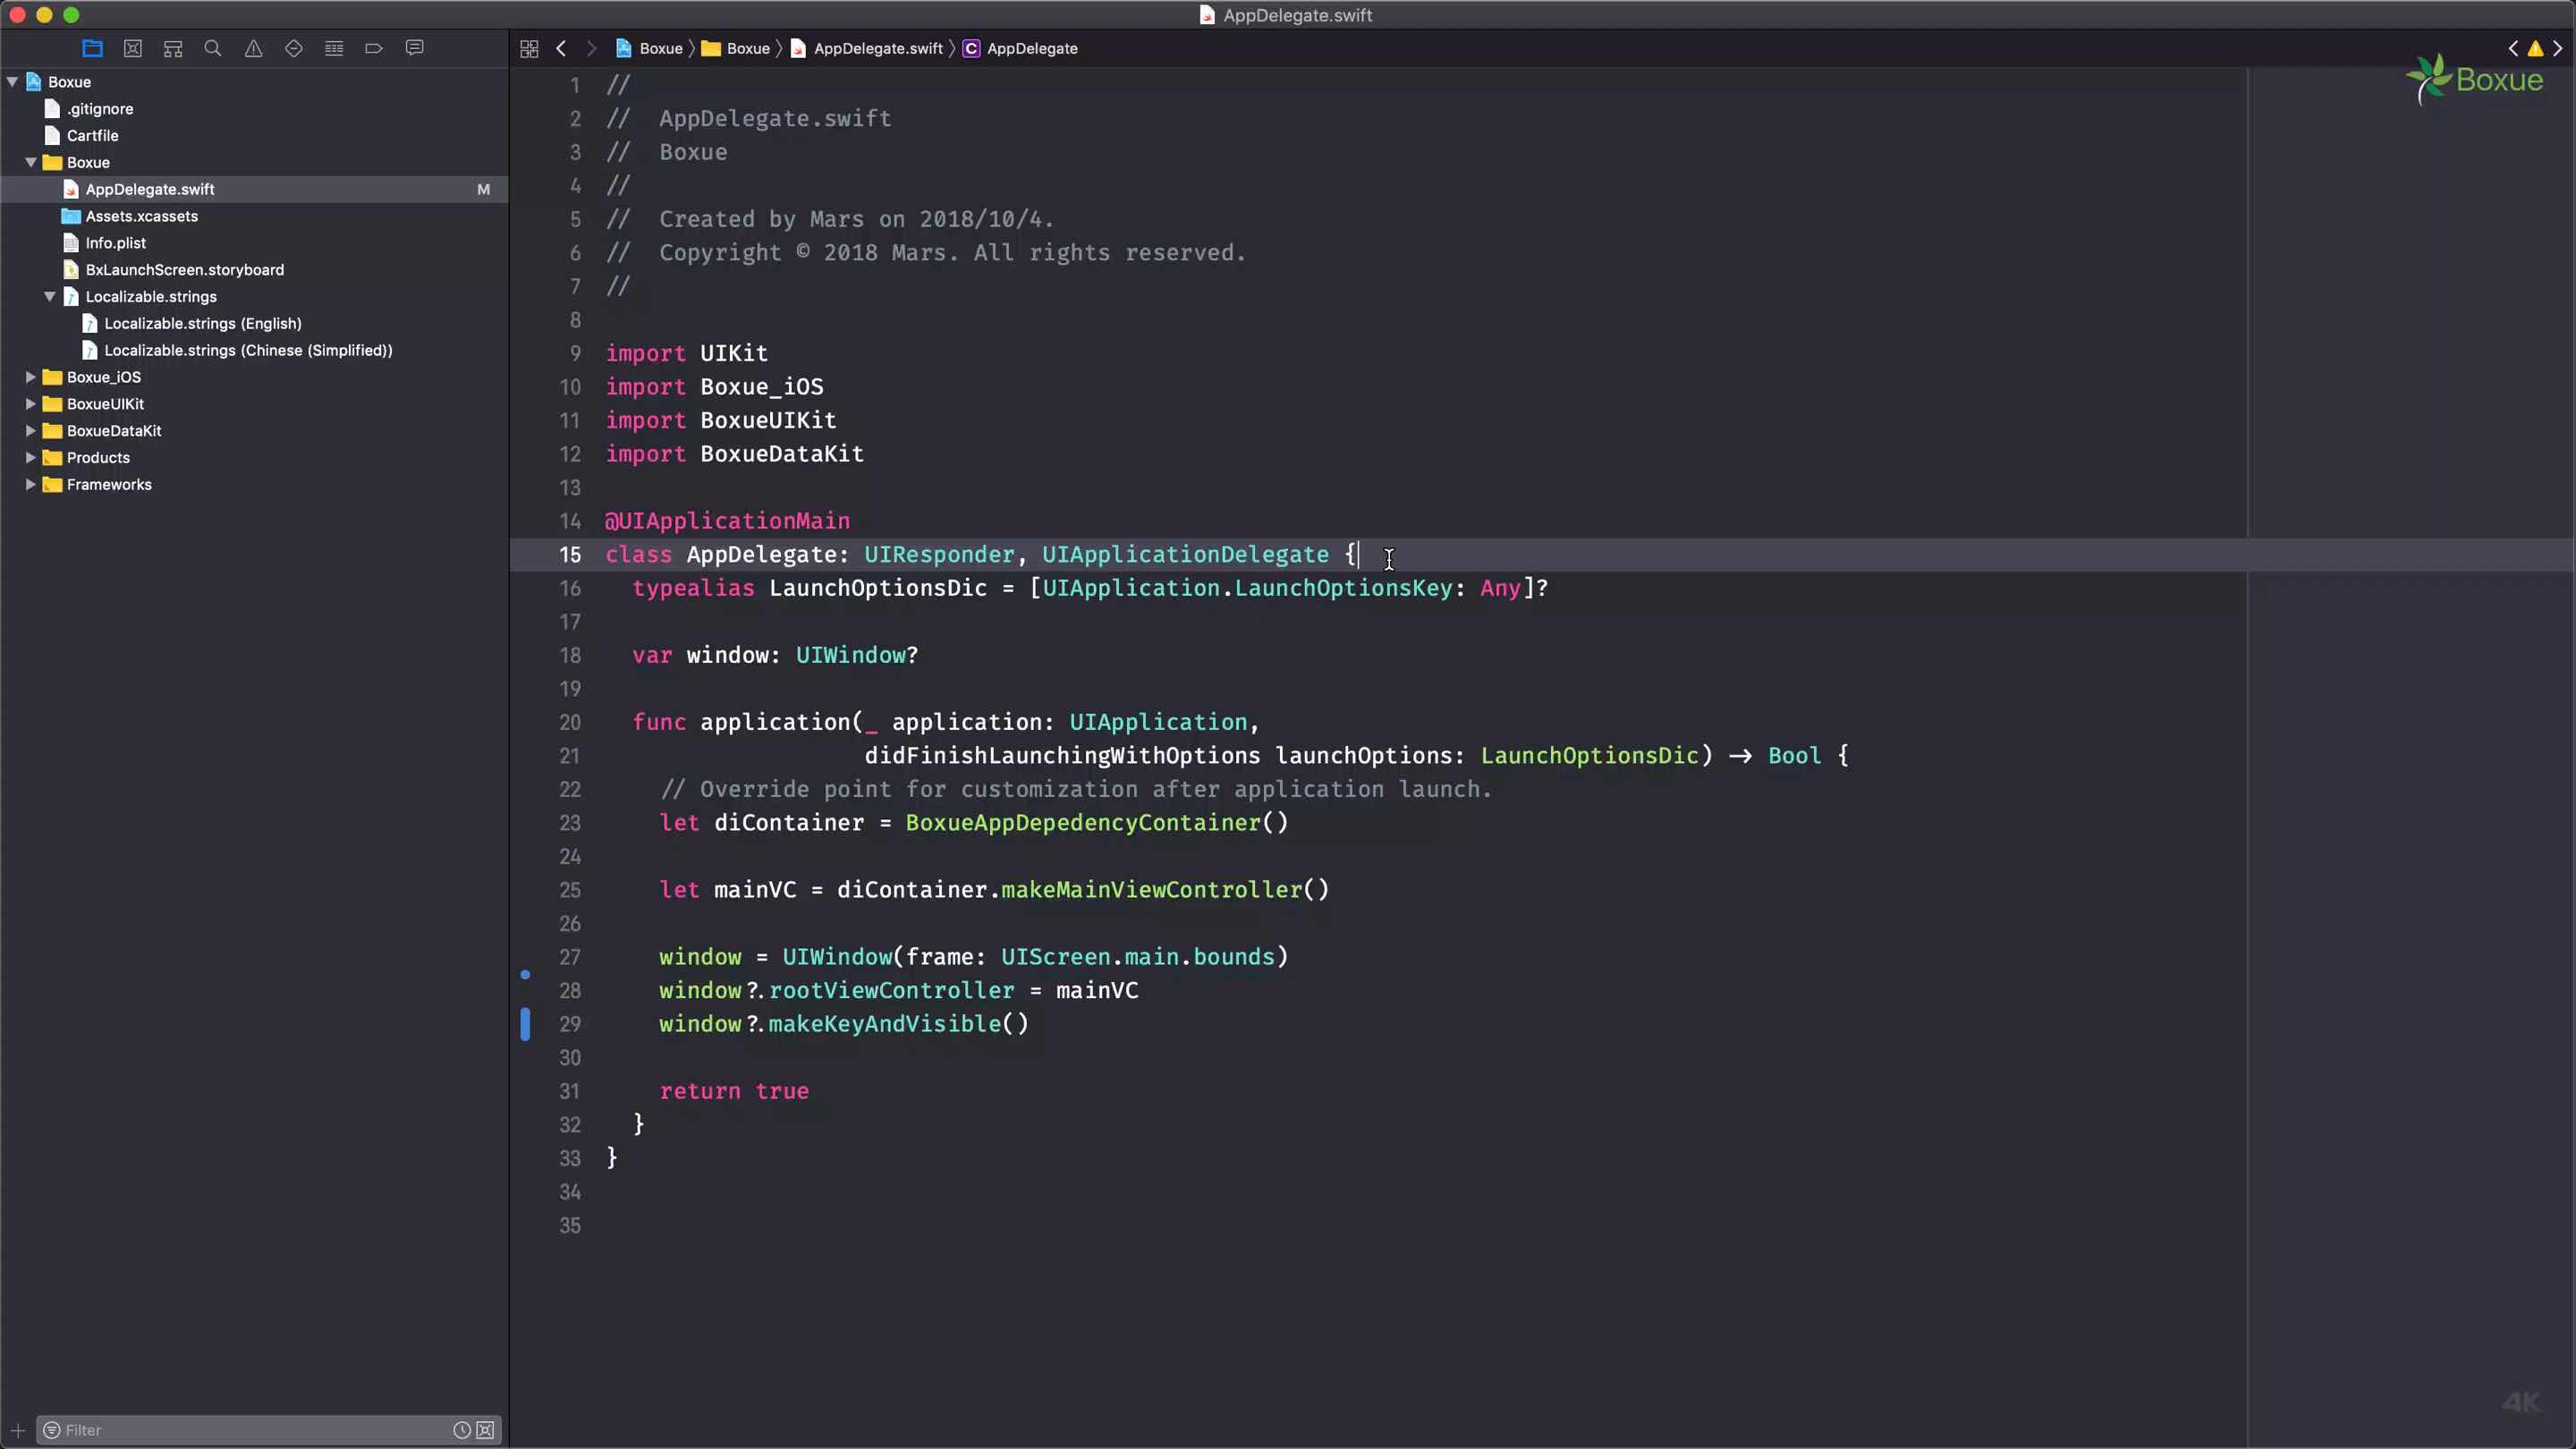 AppDelegate.swift
Boxue
Boxue
AppDelegate.swift
AppDelegate
Boxue
Boxue
.gitignore
Cartfile
Boxue
AppDelegate.swift M
Assets.xcassets
Info.plist
BxLaunchScreen.storyboard
Localizable.strings
Localizable.strings (English)
Localizable.strings (Chinese (Simplified))
Boxue_iOS
BoxueUIKit
BoxueDataKit
Products
Frameworks
Filter
1 //
2 // AppDelegate.swift
3 // Boxue
4 //
5 // Created by Mars on 2018/10/4.
6 // Copyright © 2018 Mars. All rights reserved.
7 //
8
9 import UIKit
10 import Boxue_iOS
11 import BoxueUIKit
12 import BoxueDataKit
13
14 @UIApplicationMain
15 class AppDelegate: UIResponder, UIApplicationDelegate {
16 typealias LaunchOptionsDic = [UIApplication.LaunchOptionsKey: Any]?
17
18 var window: UIWindow?
19
20 func application(_ application: UIApplication,
21 didFinishLaunchingWithOptions launchOptions: LaunchOptionsDic) -> Bool {
22 // Override point for customization after application launch.
23 let diContainer = BoxueAppDepedencyContainer()
24
25 let mainVC = diContainer.makeMainViewController()
26
27 window = UIWindow(frame: UIScreen.main.bounds)
28 window?.rootViewController = mainVC
29 window?.makeKeyAndVisible()
30
31 return true
32 }
33 }
34
35
4K